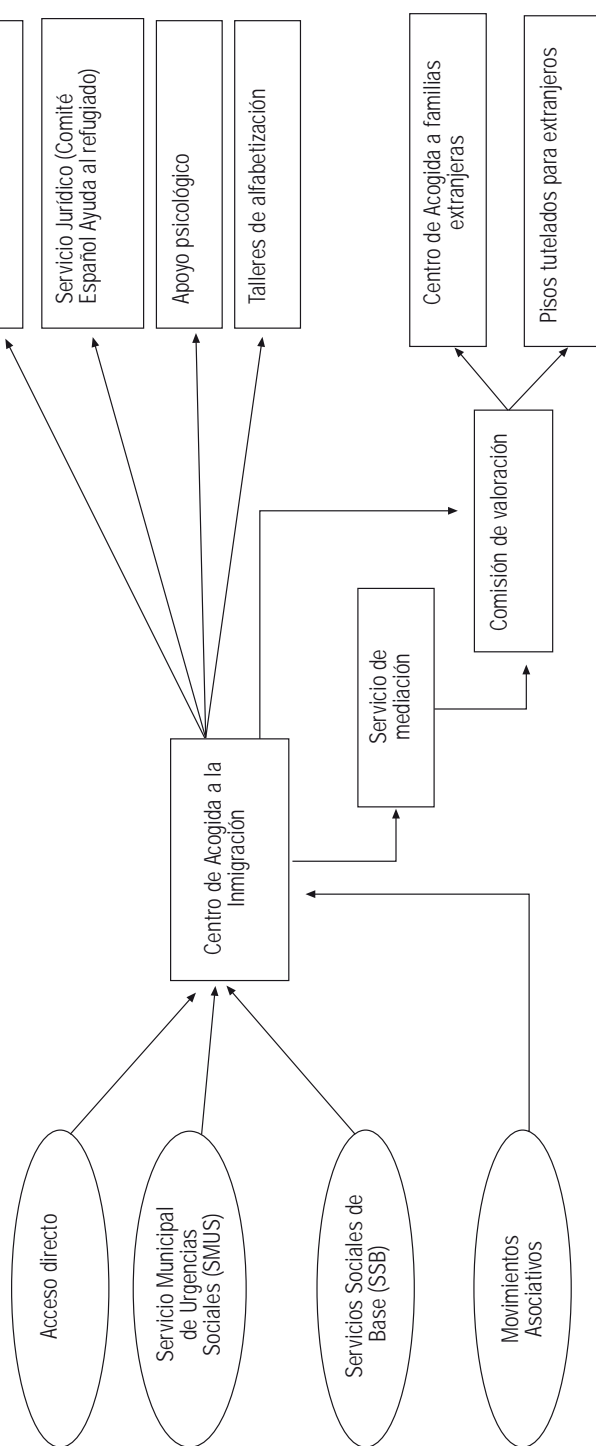 Acceso directo
Servicio Municipal
de Urgencias
Sociales (SMUS)
Servicios Sociales de
Base (SSB)
Movimientos
Asociativos
Centro de Acogida a la
Inmigración
Servicio de
mediación
Comisión de valoración
Servicio Jurídico (Comité
Español Ayuda al refugiado)
Apoyo psicológico
Talleres de alfabetización
Centro de Acogida a familias
extranjeras
Pisos tutelados para extranjeros